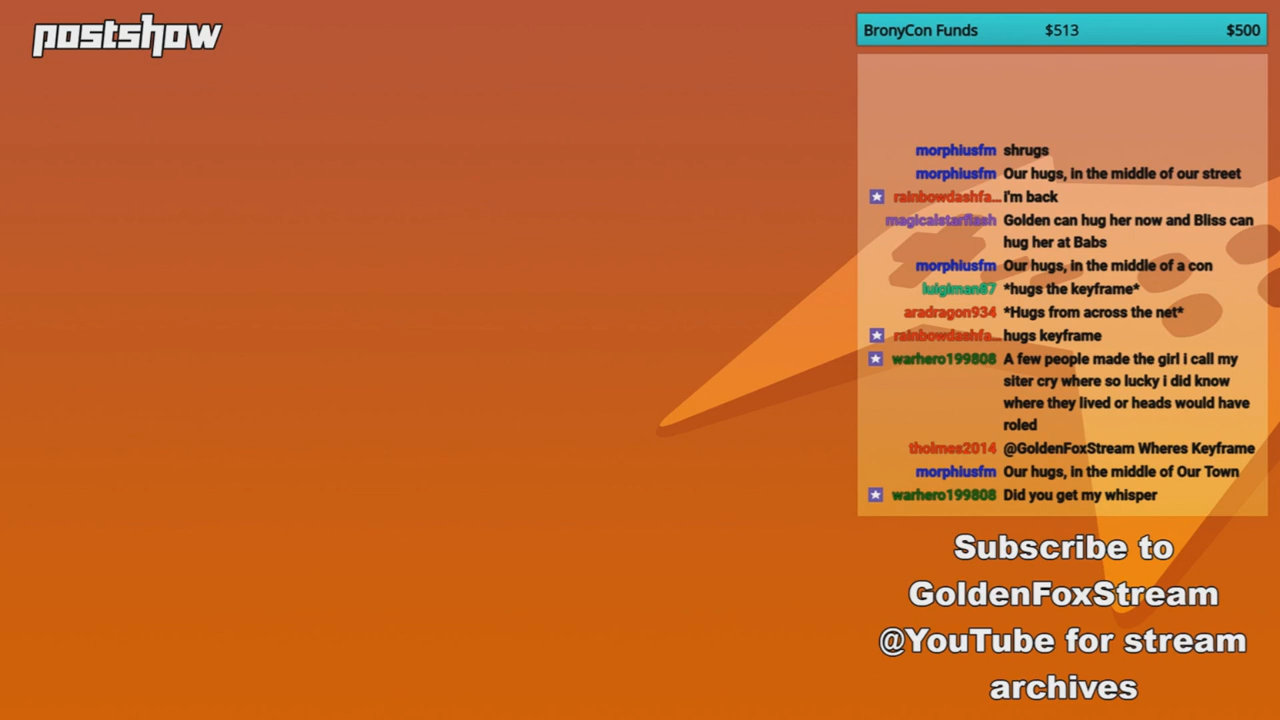 postshow
BronyCon Funds $513 $500
morphiusfm shrugs
morphiusfm Our hugs, in the middle of our street
rainbowdashfa... i'm back
magicalstarflash Golden can hug her now and Bliss can
hug her at Babs
morphiusfm Our hugs, in the middle of a con
luigiman87 *hugs the keyframe*
aradragon934 *Hugs from across the net*
rainbowdashfa... hugs keyframe
warhero199808 A few people made the girl i call my
siter cry where so lucky i did know
where they lived or heads would have
roled
tholmes2014 @GoldenFoxStream Wheres Keyframe
morphiusfm Our hugs, in the middle of Our Town
warhero199808 Did you get my whisper
Subscribe to
GoldenFoxStream
@YouTube for stream
archives